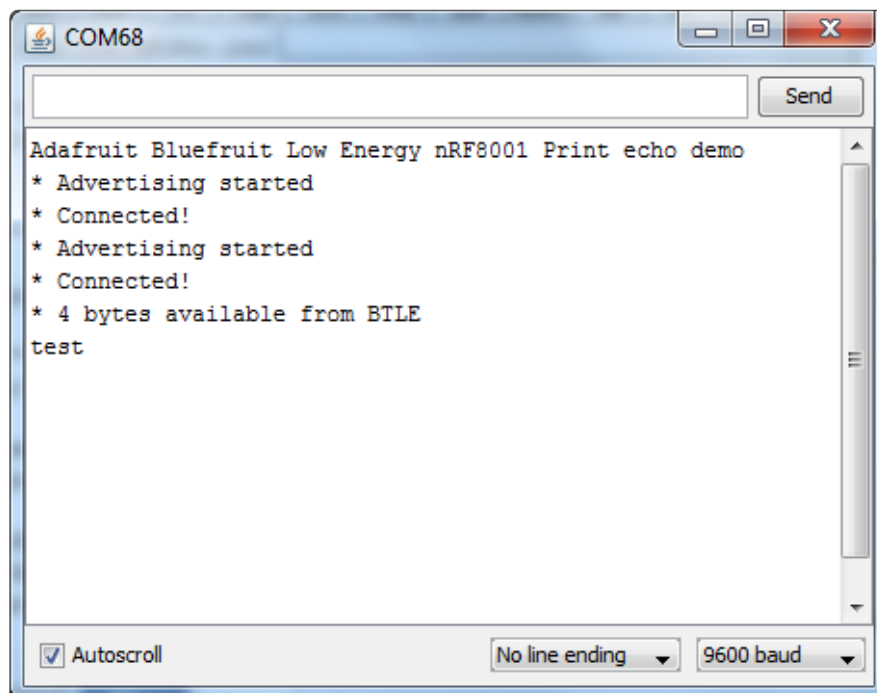 COM68
Send
Adafruit Bluefruit Low Energy nRF8001 Print echo demo
* Advertising started
* Connected!
* Advertising started
* Connected!
* 4 bytes available from BTLE
test
Autoscroll
No line ending
9600 baud